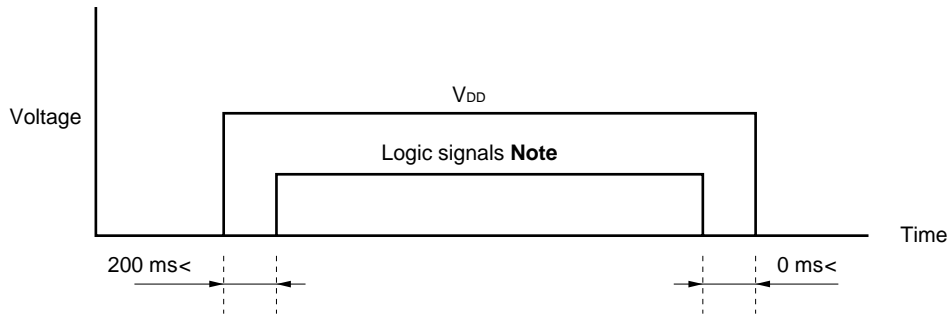 VDD
Voltage
Logic signals Note
Time
200 ms<
0 ms<